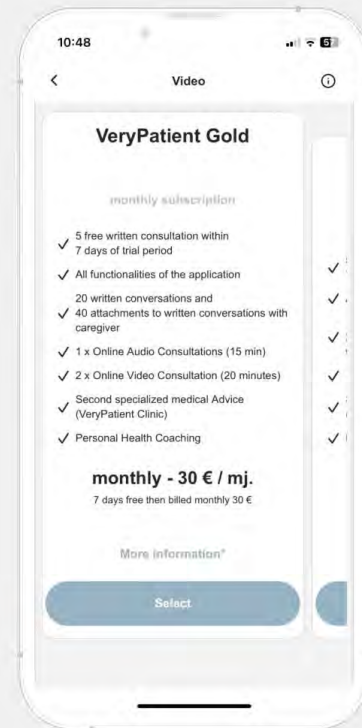 10:48
57
Video
VeryPatient Gold
monthly subscription
5 free written consultation within
7 days of trial period
All functionalities of the application
20 written conversations and
40 attachments to written conversations with
caregiver
1 x Online Audio Consultations (15 min)
2 x Online Video Consultation (20 minutes)
Second specialized medical Advice
(VeryPatient Clinic)
Personal Health Coaching
monthly - 30 € / mj.
7 days free then billed monthly 30 €
More information*
Select